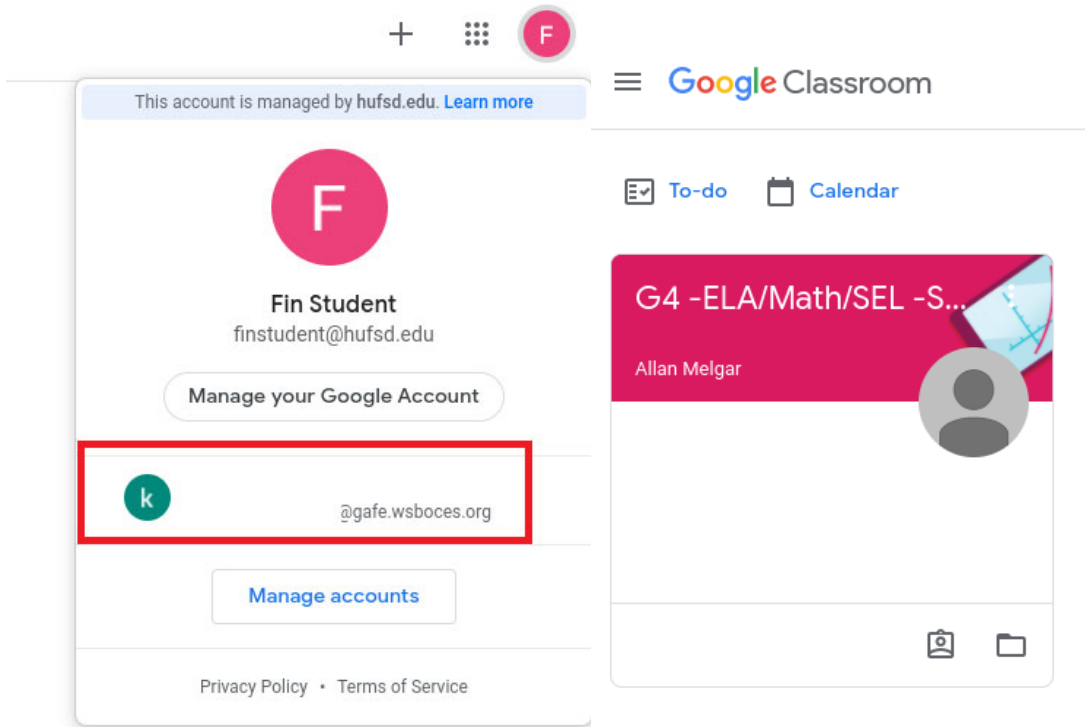 F
This account is managed by hufsd.edu. Learn more
F
Fin Student
finstudent@hufsd.edu
Manage your Google Account
k
@gafe.wsboces.org
Manage accounts
Privacy Policy • Terms of Service
Google Classroom
To-do Calendar
G4 -ELA/Math/SEL -S...
Allan Melgar